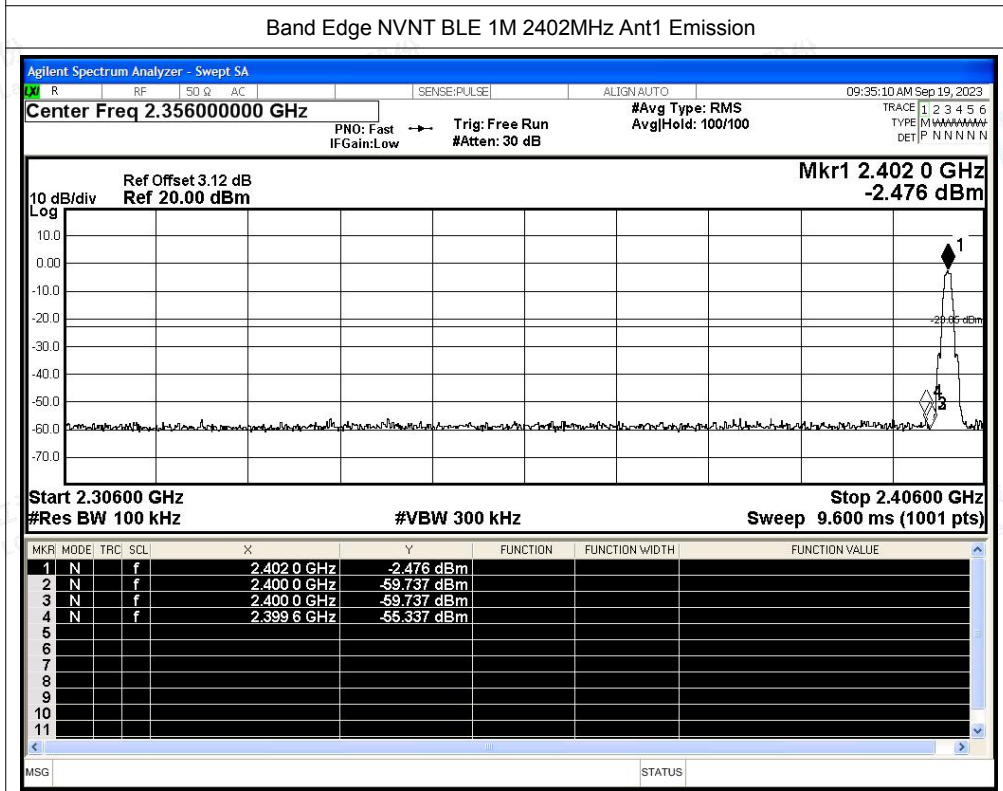 Band Edge NVNT BLE 1M 2402MHz Ant1 Emission
Agilent Spectrum Analyzer - Swept SA
LXI R RF 50 Ω AC SENSE:PULSE ALIGN AUTO 09:35:10 AM Sep 19, 2023
Center Freq 2.356000000 GHz #Avg Type: RMS TRACE 1 2 3 4 5 6
PNO: Fast Trig: Free Run Avg|Hold: 100/100 TYPE M WWWWW
IFGain:Low #Atten: 30 dB DET P N N N N N
Mkr1 2.402 0 GHz
Ref Offset 3.12 dB
10 dB/div Ref 20.00 dBm -2.476 dBm
Log
10.0
1
0.00
-10.0
-20.0
-30.0
-40.0
4
-50.0
-60.0
-70.0
Start 2.30600 GHz Stop 2.40600 GHz
#Res BW 100 kHz #VBW 300 kHz Sweep 9.600 ms (1001 pts)
MKR MODE TRC SCL X Y FUNCTION FUNCTION WIDTH FUNCTION VALUE
1 N f 2.402 0 GHz -2.476 dBm
2 N f 2.400 0 GHz -59.737 dBm
3 N f 2.400 0 GHz -59.737 dBm
4 N f 2.399 6 GHz -55.337 dBm
5
6
7
8
9
10
11
MSG STATUS